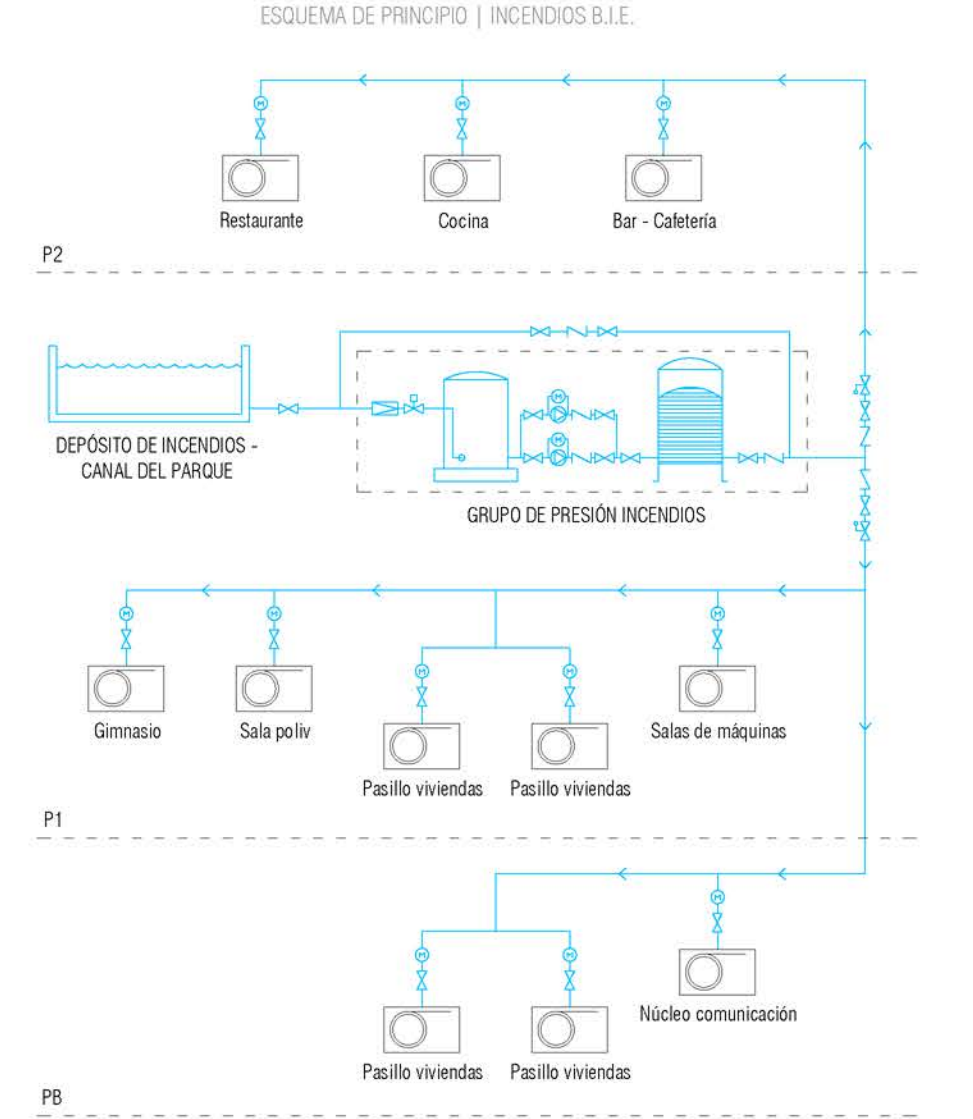 ESQUEMA DE PRINCIPIO | INCENDIOS B.I.E.
M
M
M
Restaurante
Cocina
Bar - Cafetería
P2
M
M
DEPÓSITO DE INCENDIOS -
CANAL DEL PARQUE
GRUPO DE PRESIÓN INCENDIOS
M
M
M
M
M
Gimnasio
Sala poliv
Salas de máquinas
Pasillo viviendas
Pasillo viviendas
P1
M
M
M
Núcleo comunicación
Pasillo viviendas
Pasillo viviendas
PB